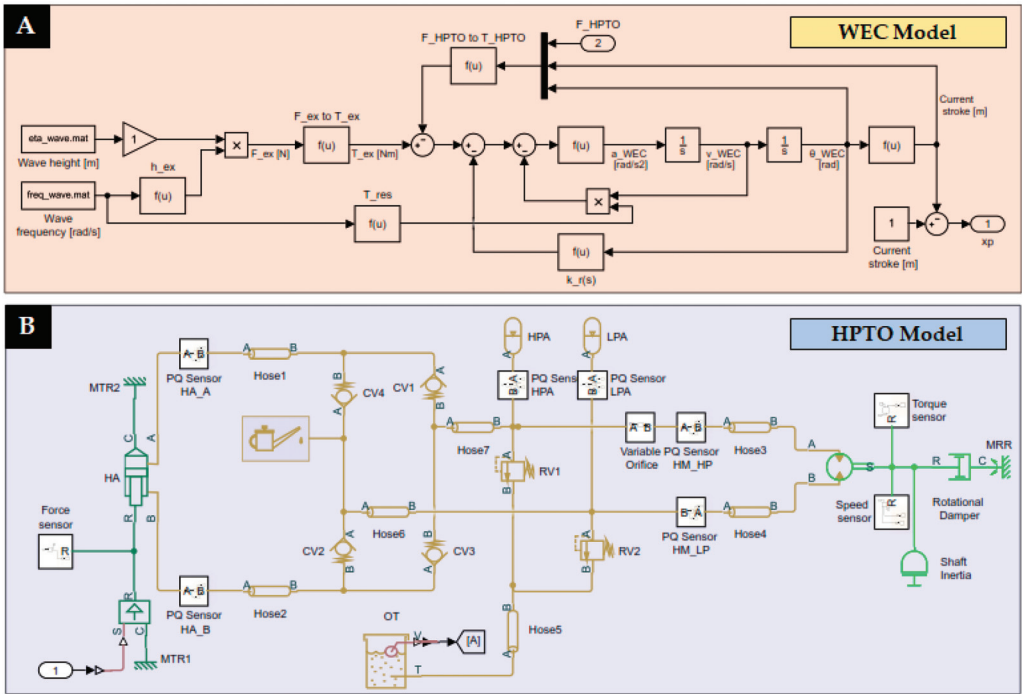 A
WEC Model
F_HPTO
2
F_HPTO to T_HPTO
f(u)
Current
stroke [m]
eta_wave.mat
Wave height [m]
1
h_ex
×
F_ex [N]
F_ex to T_ex
f(u)
T_ex [Nm]
+ -
+ -
+ -
f(u)
a_WEC
[rad/s2]
1
s
v_WEC
[rad/s]
1
s
θ_WEC
[rad]
f(u)
freq_wave.mat
Wave
frequency [rad/s]
f(u)
T_res
f(u)
×
f(u)
k_r(s)
1
Current
stroke [m]
+ -
1
xp
B
HPTO Model
HPA
LPA
A
A
MTR2
A B
PQ Sensor
HA_A
A B
Hose1
B
CV4
A
CV1
A
B
B A
PQ Sens
HPA
B A
PQ Sensor
LPA
C
A
HA
R
B
A B
Hose7
A
RV1
B
A B
Variable
Orifice
A B
PQ Sensor
HM_HP
A B
Hose3
A
B
S
R
Torque
sensor
R
Speed
sensor
R C
MRR
Rotational
Damper
Shaft
Inertia
Force
sensor
R
A B
Hose6
B A
PQ Sensor
HM_LP
A B
Hose4
CV2
A
B
CV3
B
A
A
RV2
B
A B
PQ Sensor
HA_B
A B
Hose2
R
S C
MTR1
1
OT
V
[A]
T
B
Hose5
A